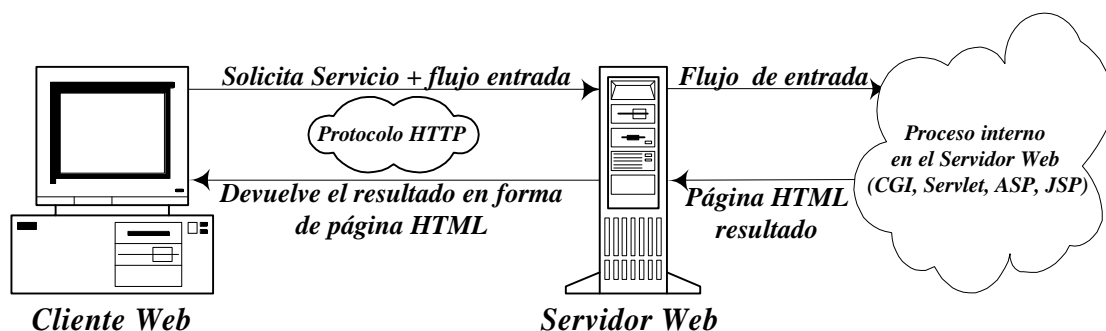 Solicita Servicio + flujo entrada
Flujo de entrada
Protocolo HTTP
Proceso interno
en el Servidor Web
(CGI, Servlet, ASP, JSP)
Devuelve el resultado en forma
de página HTML
Página HTML
resultado
Cliente Web
Servidor Web